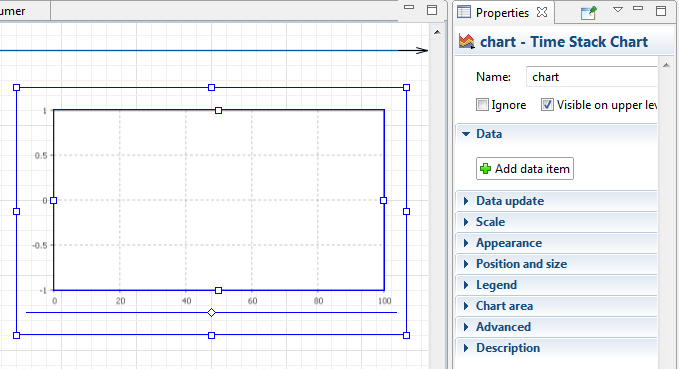 umer
Properties
chart - Time Stack Chart
Name: chart
Ignore Visible on upper lev
Data
Add data item
Data update
Scale
Appearance
Position and size
Legend
Chart area
Advanced
Description
1
0.5
0
-0.5
-1
0 20 40 60 80 100